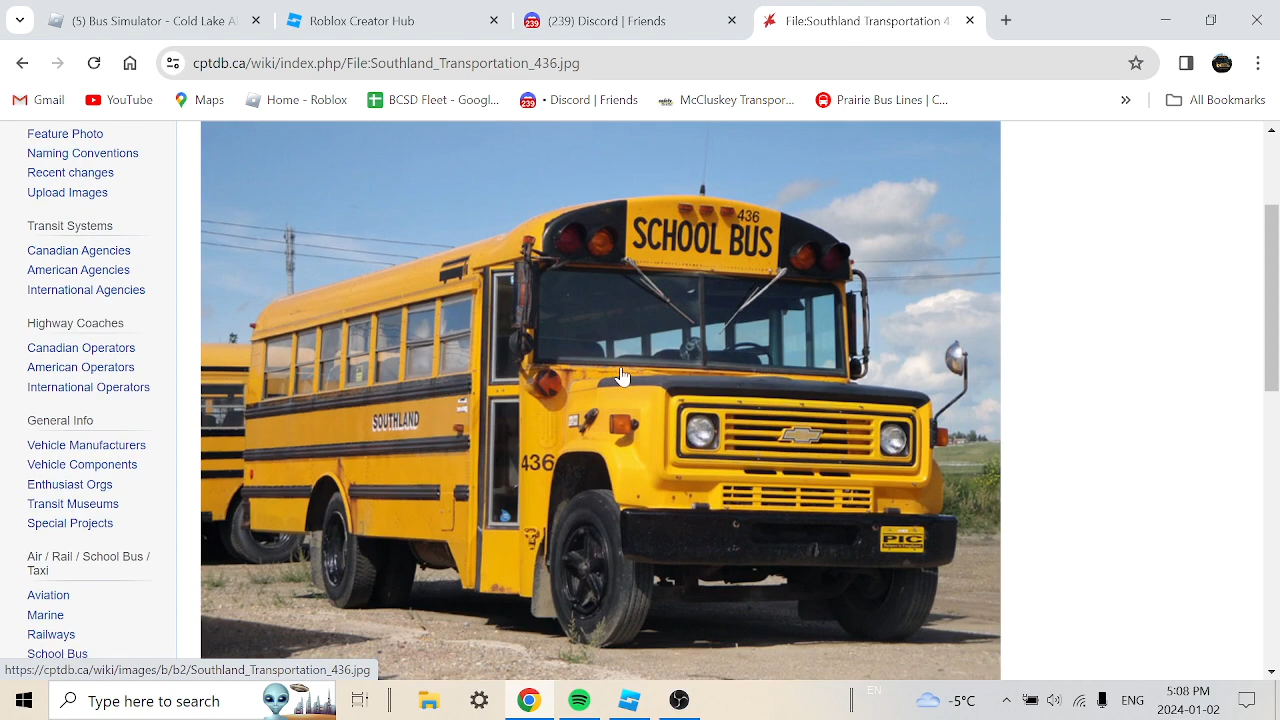 (5) Bus Simulator - Cold Lake A
Roblox Creator Hub
(239) Discord | Friends
File:Southland Transportation 4
cptdb.ca/wiki/index.php/File:Southland_Transportation_436.jpg
Gmail
YouTube
Maps
Home - Roblox
BCSD Fleet - Googl...
239
• Discord | Friends
McCluskey Transpor...
Prairie Bus Lines | C...
»
All Bookmarks
Feature Photo
Naming Conventions
Recent changes
Upload Images
Transit Systems
Canadian Agencies
American Agencies
International Agencies
Highway Coaches
Canadian Operators
American Operators
International Operators
General Info
Vehicle Manufacturers
Vehicle Components
Enthusiast Orgs
Transit Museums
Special Projects
Air / Rail / School Bus /
Taxi
Aviation
Marine
Railways
School Bus
436
SCHOOL BUS
SOUTHLAND
436
PIC
https://cptdb.ca/wiki/images/b/b2/Southland_Transportation_436.jpg
Type here to search
EN
-5°C
ENG
5:08 PM
2024-01-02